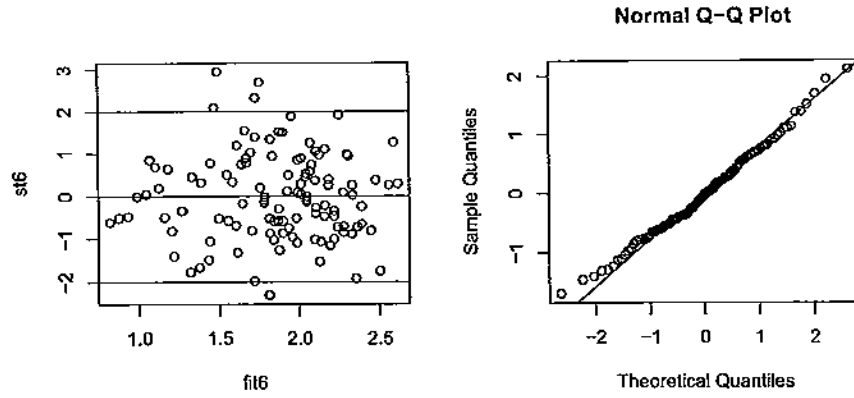 st6
3
2
1
0
−1
−2
1.0 1.5 2.0 2.5
fit6
Normal Q−Q Plot
Sample Quantiles
2
1
0
−1
−2 −1 0 1 2
Theoretical Quantiles